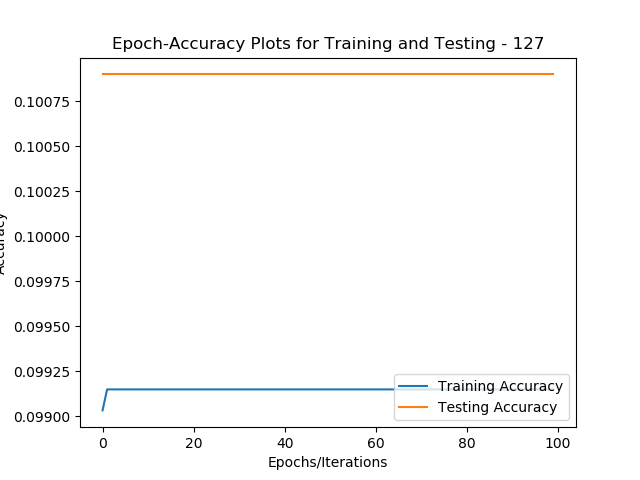 Epoch-Accuracy Plots for Training and Testing - 127
0.10075
0.10050
0.10025
0.10000
0.09975
0.09950
0.09925
0.09900
Accuracy
0
20
40
60
80
100
Epochs/Iterations
Training Accuracy
Testing Accuracy